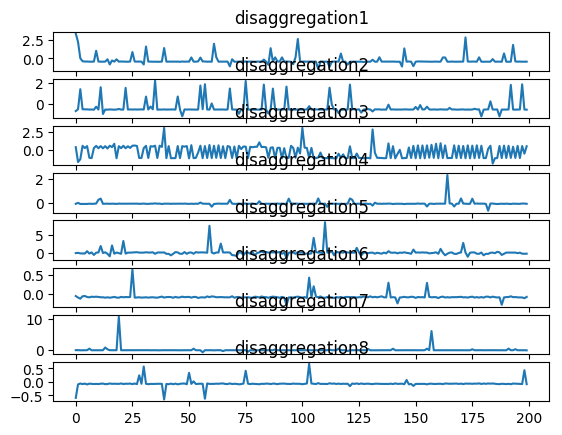 disaggregation1
2.5
0.0
disaggregation2
2
0
disaggregation3
2.5
0.0
disaggregation4
2
0
disaggregation5
5
0
disaggregation6
0.5
0.0
disaggregation7
10
0
disaggregation8
0.5
0.0
−0.5
0 25 50 75 100 125 150 175 200